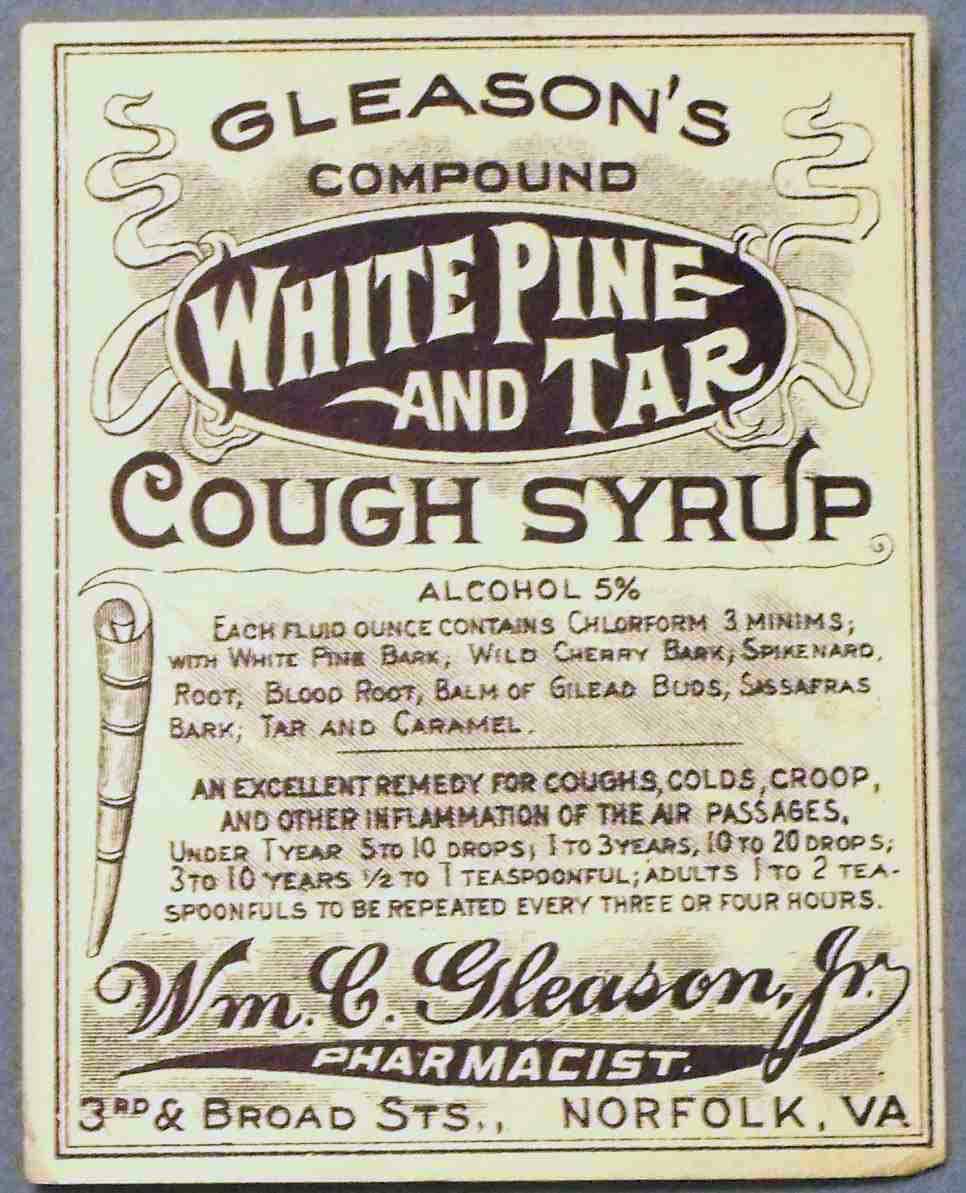 GLEASON'S
COMPOUND
WHITE PINE
AND TAR
COUGH SYRUP
ALCOHOL 5%
EACH FLUID OUNCE CONTAINS CHLORFORM 3 MINIMS;
WITH WHITE PINE BARK, WILD CHERRY BARK, SPIKENARD,
ROOT, BLOOD ROOT, BALM OF GILEAD BUDS, SASSAFRAS
BARK, TAR AND CARAMEL.
AN EXCELLENT REMEDY FOR COUGHS, COLDS, CROOP,
AND OTHER INFLAMMATION OF THE AIR PASSAGES.
UNDER 1 YEAR 5 TO 10 DROPS; 1 TO 3 YEARS, 10 TO 20 DROPS;
3 TO 10 YEARS ½ TO 1 TEASPOONFUL; ADULTS 1 TO 2 TEA-
SPOONFULS TO BE REPEATED EVERY THREE OR FOUR HOURS.
Wm. C. Gleason, Jr.
PHARMACIST.
3RD & BROAD STS., NORFOLK, VA